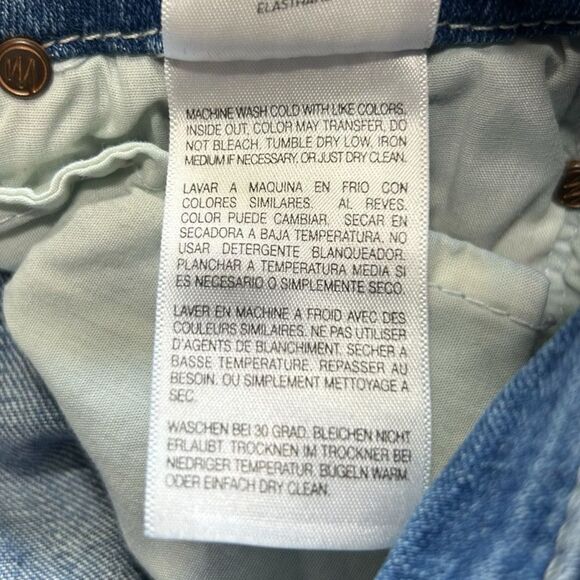 ELASTHANE
MACHINE WASH COLD WITH LIKE COLORS.
INSIDE OUT, COLOR MAY TRANSFER, DO
NOT BLEACH, TUMBLE DRY LOW, IRON
MEDIUM IF NECESSARY, OR JUST DRY CLEAN.
LAVAR A MAQUINA EN FRIO CON
COLORES SIMILARES. AL REVES.
COLOR PUEDE CAMBIAR. SECAR EN
SECADORA A BAJA TEMPERATURA. NO
USAR DETERGENTE BLANQUEADOR.
PLANCHAR A TEMPERATURA MEDIA SI
ES NECESARIO O SIMPLEMENTE SECO.
LAVER EN MACHINE A FROID AVEC DES
COULEURS SIMILAIRES. NE PAS UTILISER
D'AGENTS DE BLANCHIMENT. SECHER A
BASSE TEMPERATURE. REPASSER AU
BESOIN. OU SIMPLEMENT METTOYAGE A
SEC.
WASCHEN BEI 30 GRAD. BLEICHEN NICHT
ERLAUBT. TROCKNEN IM TROCKNER BEI
NIEDRIGER TEMPERATUR. BUGELN WARM
ODER EINFACH DRY CLEAN.